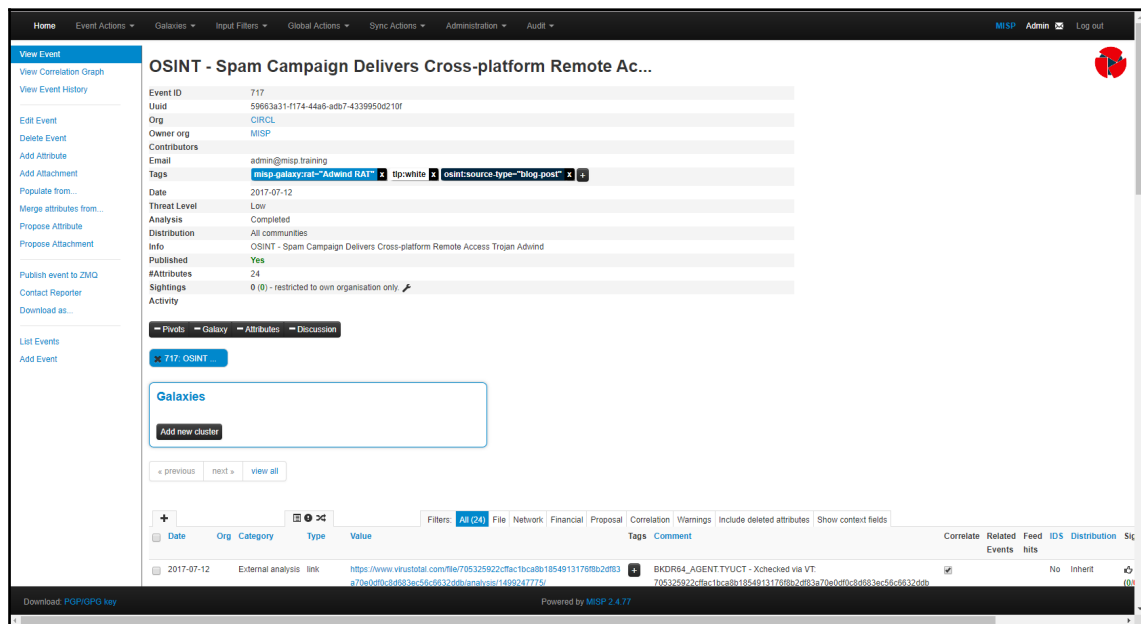 Home Event Actions Galaxies Input Filters Global Actions Sync Actions Administration Audit MISP Admin Log out
View Event
View Correlation Graph
View Event History
Edit Event
Delete Event
Add Attribute
Add Attachment
Populate from...
Merge attributes from...
Propose Attribute
Propose Attachment
Publish event to ZMQ
Contact Reporter
Download as...
List Events
Add Event
OSINT - Spam Campaign Delivers Cross-platform Remote Ac...
Event ID 717
Uuid 59663a31-f174-44a6-adb7-4339950d210f
Org CIRCL
Owner org MISP
Contributors
Email admin@misp.training
Tags misp-galaxy:rat="Adwind RAT" x tlp:white x osint:source-type="blog-post" x +
Date 2017-07-12
Threat Level Low
Analysis Completed
Distribution All communities
Info OSINT - Spam Campaign Delivers Cross-platform Remote Access Trojan Adwind
Published Yes
#Attributes 24
Sightings 0 (0) - restricted to own organisation only.
Activity
Pivots Galaxy Attributes Discussion
717: OSINT ...
Galaxies
Add new cluster
« previous next » view all
Filters: All (24) File Network Financial Proposal Correlation Warnings Include deleted attributes Show context fields
Date Org Category Type Value Tags Comment Correlate Related Events Feed hits IDS Distribution Sig
2017-07-12 External analysis link https://www.virustotal.com/file/705325922cffac1bca8b1854913176f8b2df83 + BKDR64_AGENT.TYUCT - Xchecked via VT: No Inherit
a70e0df0c8d683ec56c6632ddb/analysis/1499247775/ 705325922cffac1bca8b1854913176f8b2df83a70e0df0c8d683ec56c6632ddb
Download: PGP/GPG key Powered by MISP 2.4.77